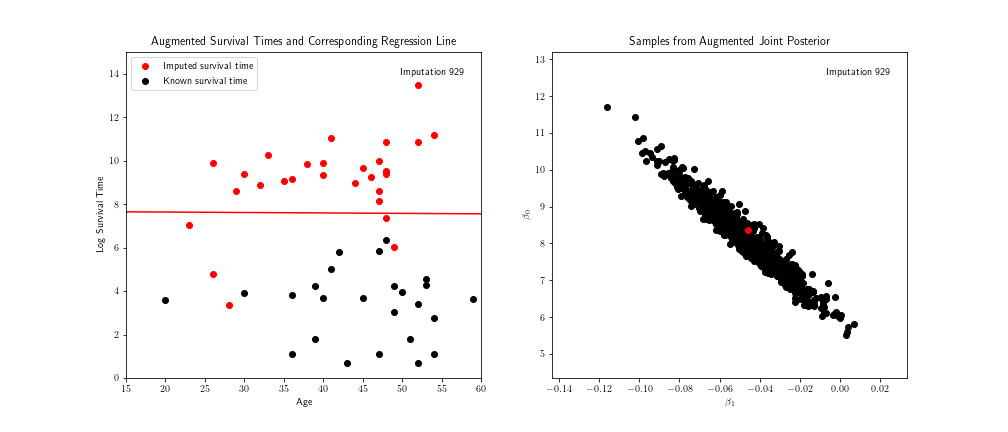 Augmented Survival Times and Corresponding Regression Line
Imputed survival time
Known survival time
Imputation 929
Log Survival Time
14
12
10
8
6
4
2
0
15 20 25 30 35 40 45 50 55 60
Age
Samples from Augmented Joint Posterior
Imputation 929
β₀
13
12
11
10
9
8
7
6
5
−0.14 −0.12 −0.10 −0.08 −0.06 −0.04 −0.02 0.00 0.02
β₁